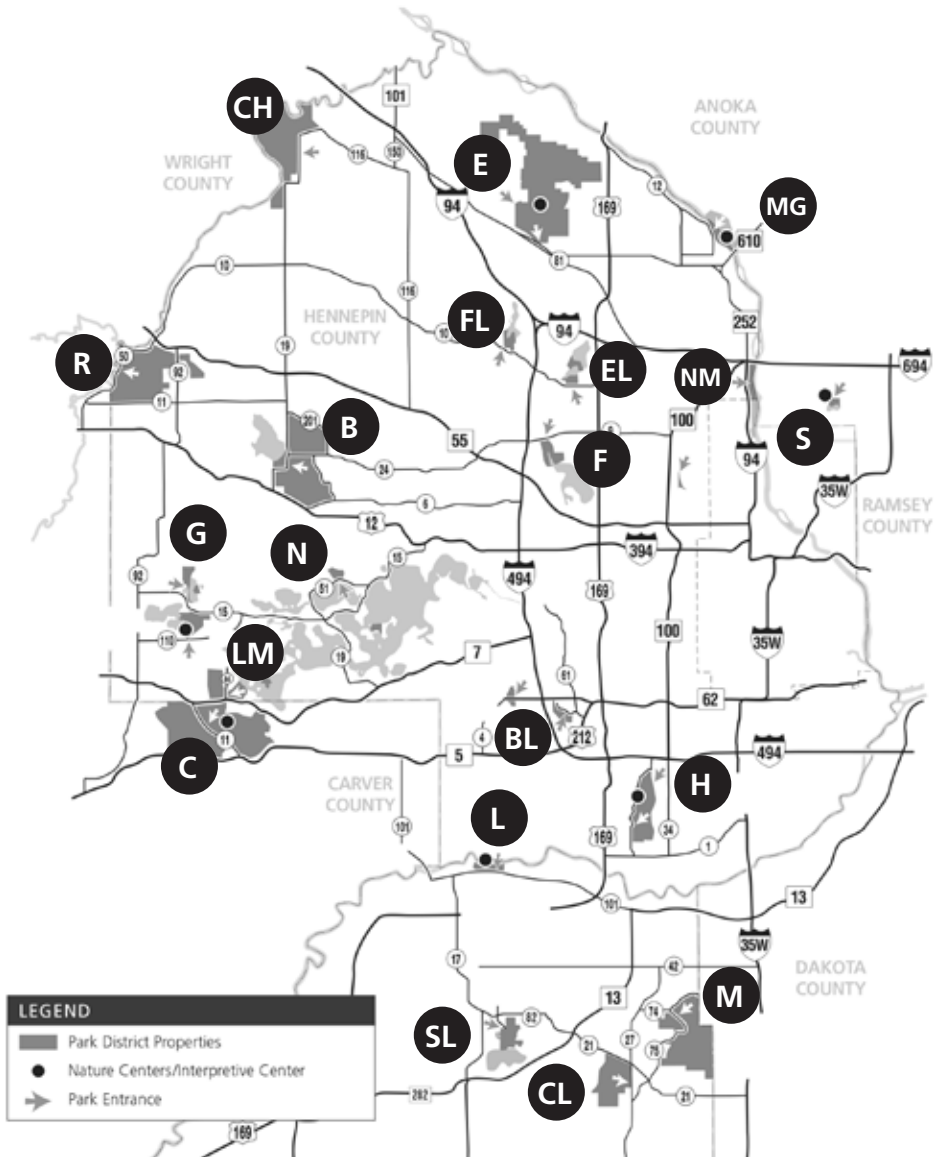 CH
101
ANOKA
COUNTY
WRIGHT
COUNTY
116
150
E
12
94
169
MG
610
81
10
116
HENNEPIN
COUNTY
FL
10
94
252
R
50
19
92
EL
NM
694
11
100
201
B
55
S
F
24
94
35W
6
12
RAMSEY
COUNTY
G
N
394
15
92
51
494
169
15
100
110
LM
19
7
35W
61
62
BL
4
212
11
5
494
C
CARVER
COUNTY
H
L
101
169
34
1
13
101
35W
17
42
DAKOTA
COUNTY
M
13
LEGEND
Park District Properties
Nature Centers/Interpretive Center
Park Entrance
SL
82
74
27
21
75
CL
282
21
169